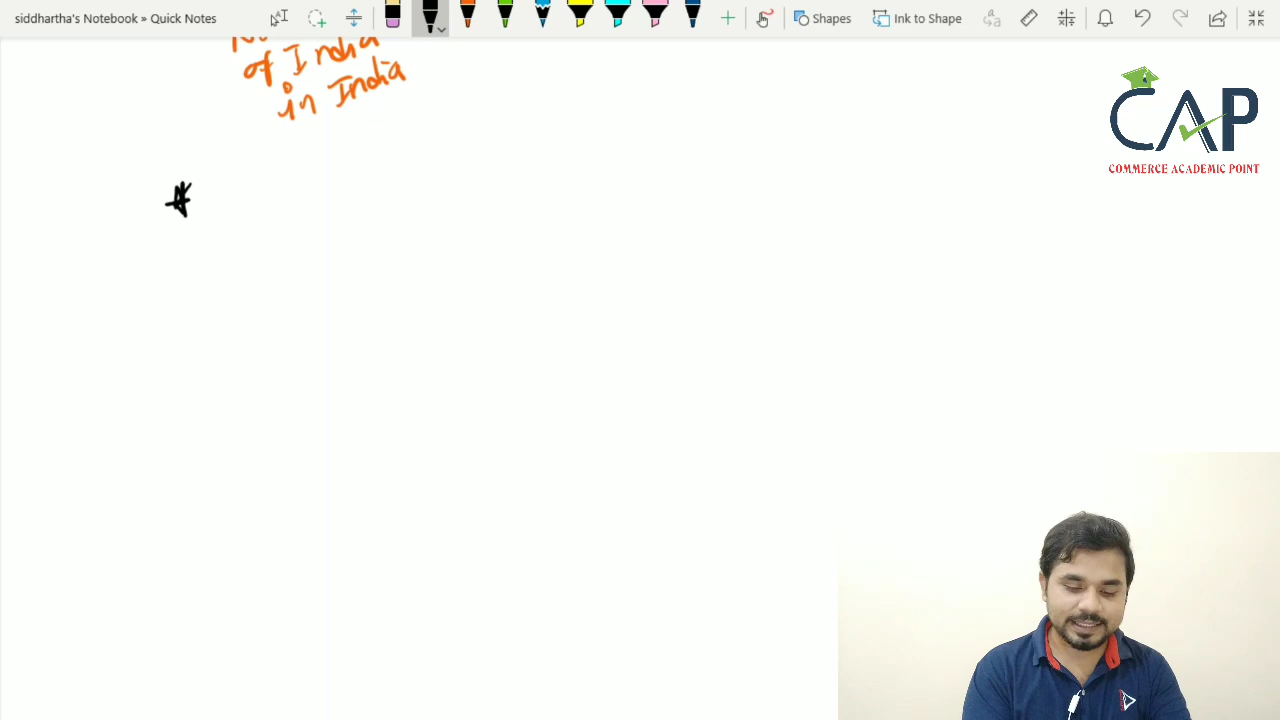 siddhartha's Notebook » Quick Notes
Shapes
Ink to Shape
of India
in India
CAP
COMMERCE ACADEMIC POINT